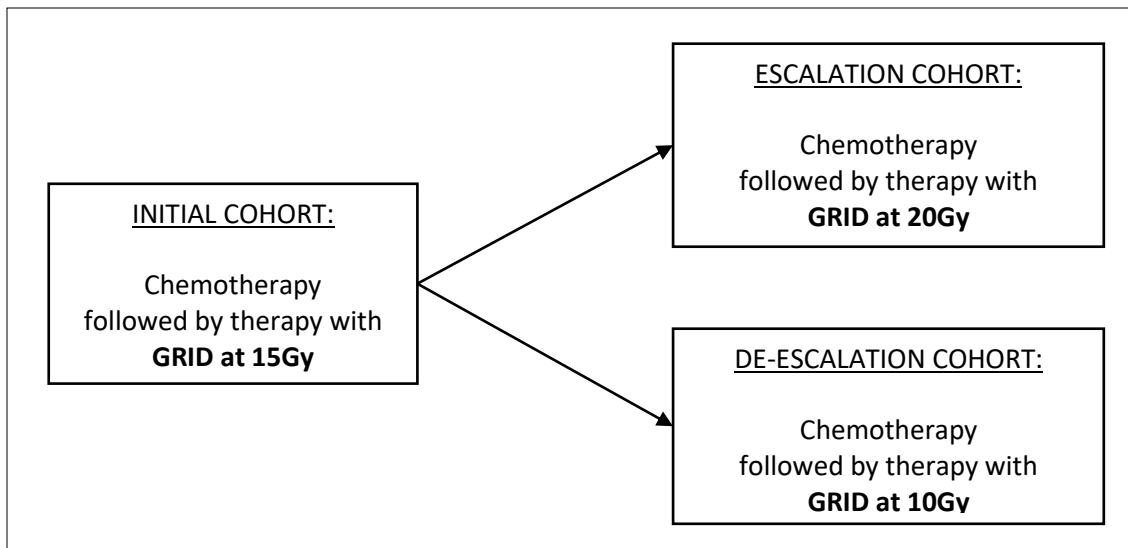 INITIAL COHORT:
Chemotherapy
followed by therapy with
GRID at 15Gy
ESCALATION COHORT:
Chemotherapy
followed by therapy with
GRID at 20Gy
DE-ESCALATION COHORT:
Chemotherapy
followed by therapy with
GRID at 10Gy